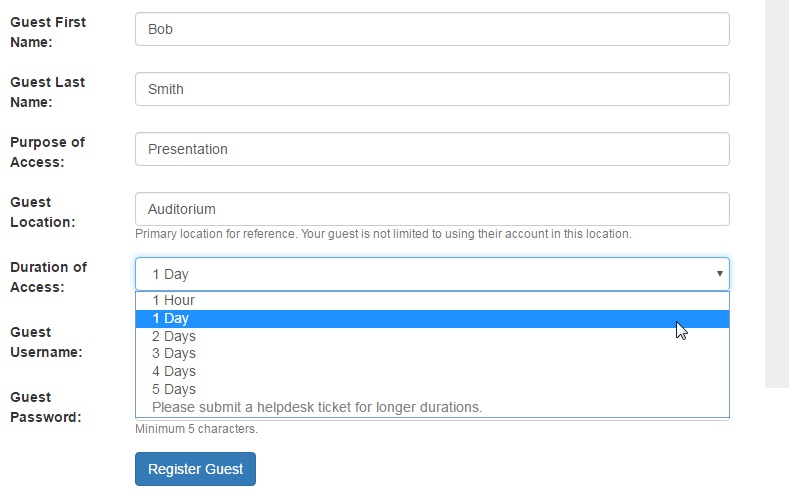 Guest First
Name:
Bob
Guest Last
Name:
Smith
Purpose of
Access:
Presentation
Guest
Location:
Auditorium
Primary location for reference. Your guest is not limited to using their account in this location.
Duration of
Access:
1 Day
1 Hour
1 Day
2 Days
3 Days
4 Days
5 Days
Please submit a helpdesk ticket for longer durations.
Guest
Username:
Guest
Password:
Minimum 5 characters.
Register Guest